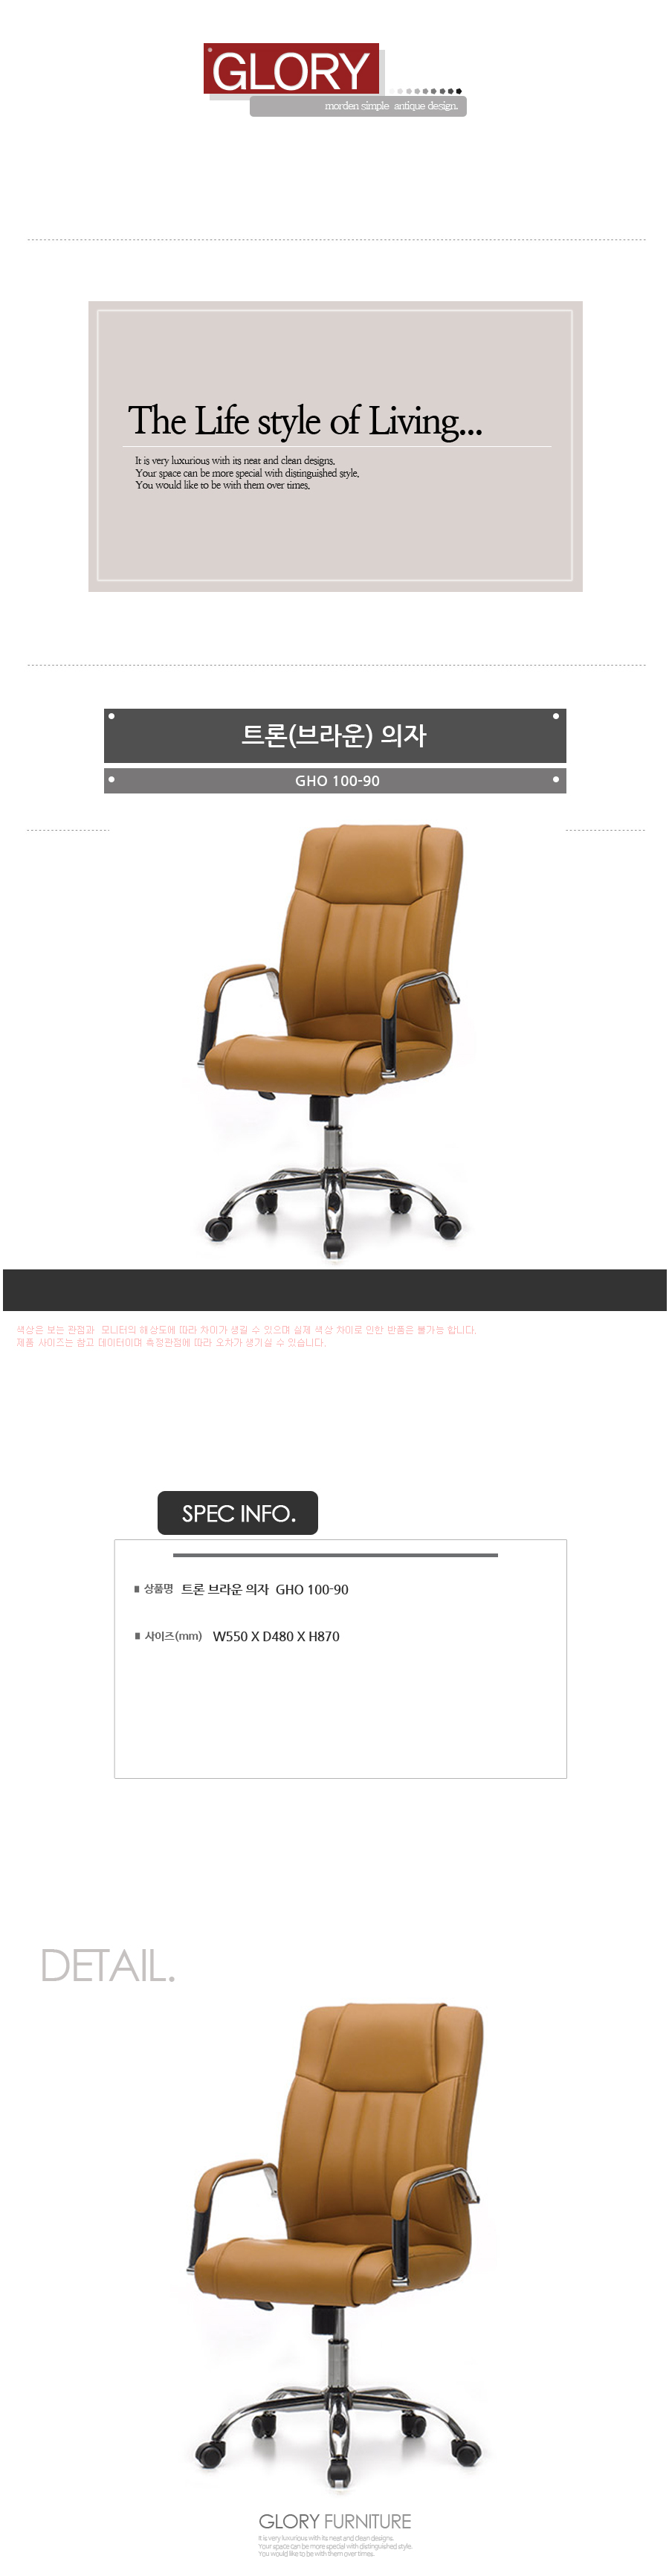 GLORY
morden simple antique design.
The Life style of Living...
It is very luxurious with its neat and clean designs.
Your space can be more special with distinguished style.
You would like to be with them over times.
트론(브라운) 의자
GHO 100-90
색상은 보는 관점과 모니터의 해상도에 따라 차이가 생길 수 있으며 실제 색상 차이로 인한 반품은 불가능 합니다.
제품 사이즈는 참고 데이터이며 측정관점에 따라 오차가 생기실 수 있습니다.
SPEC INFO.
상품명 트론 브라운 의자 GHO 100-90
사이즈(mm) W550 X D480 X H870
DETAIL.
GLORY FURNITURE
It is very luxurious with its neat and clean designs.
Your space can be more special with distinguished style.
You would like to be with them over times.